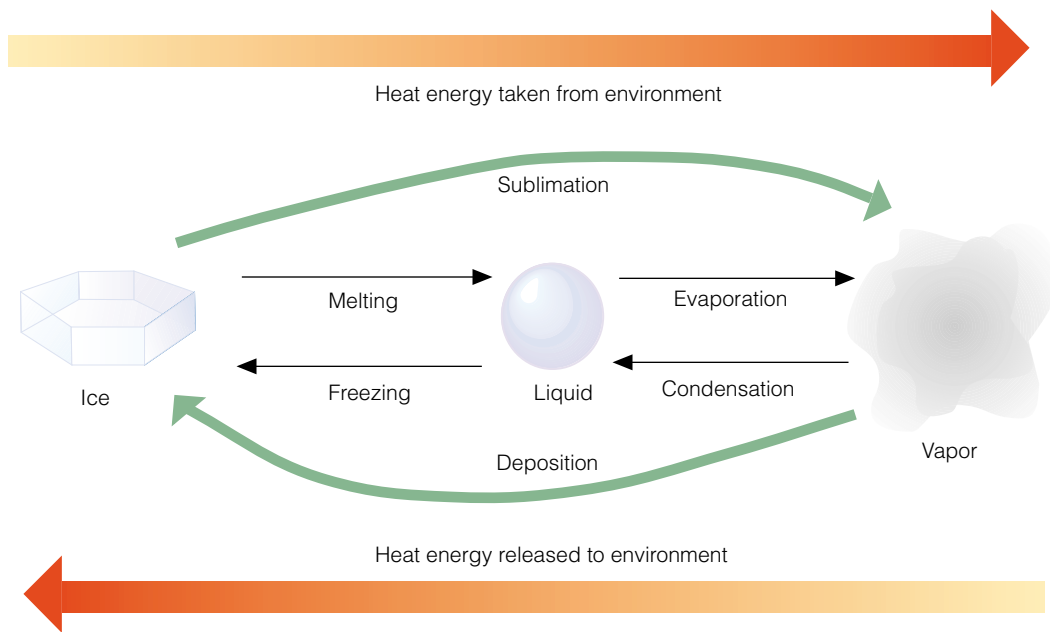 Heat energy taken from environment
Sublimation
Melting
Evaporation
Freezing
Condensation
Ice
Liquid
Vapor
Deposition
Heat energy released to environment